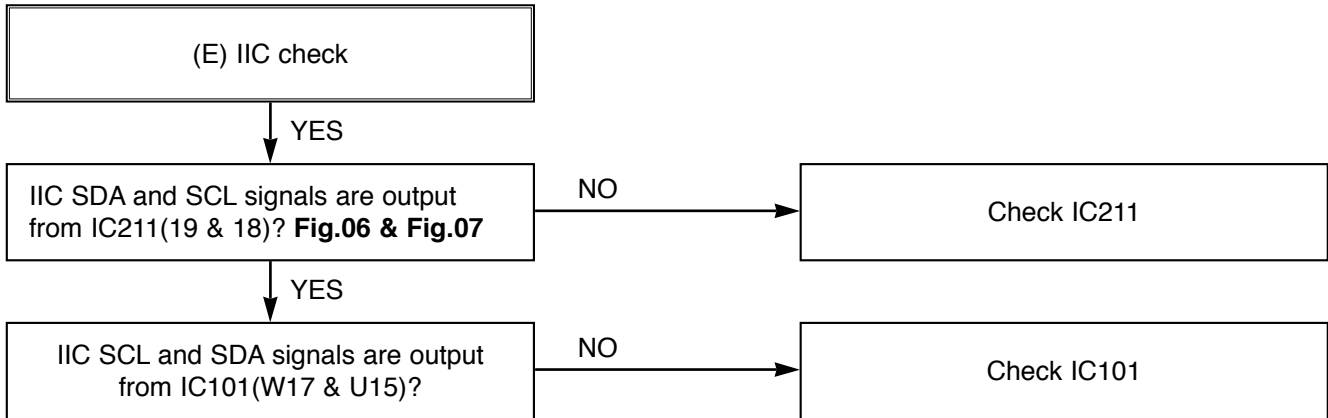 (E) IIC check
YES
IIC SDA and SCL signals are output
from IC211(19 & 18)? Fig.06 & Fig.07
NO
Check IC211
YES
IIC SCL and SDA signals are output
from IC101(W17 & U15)?
NO
Check IC101